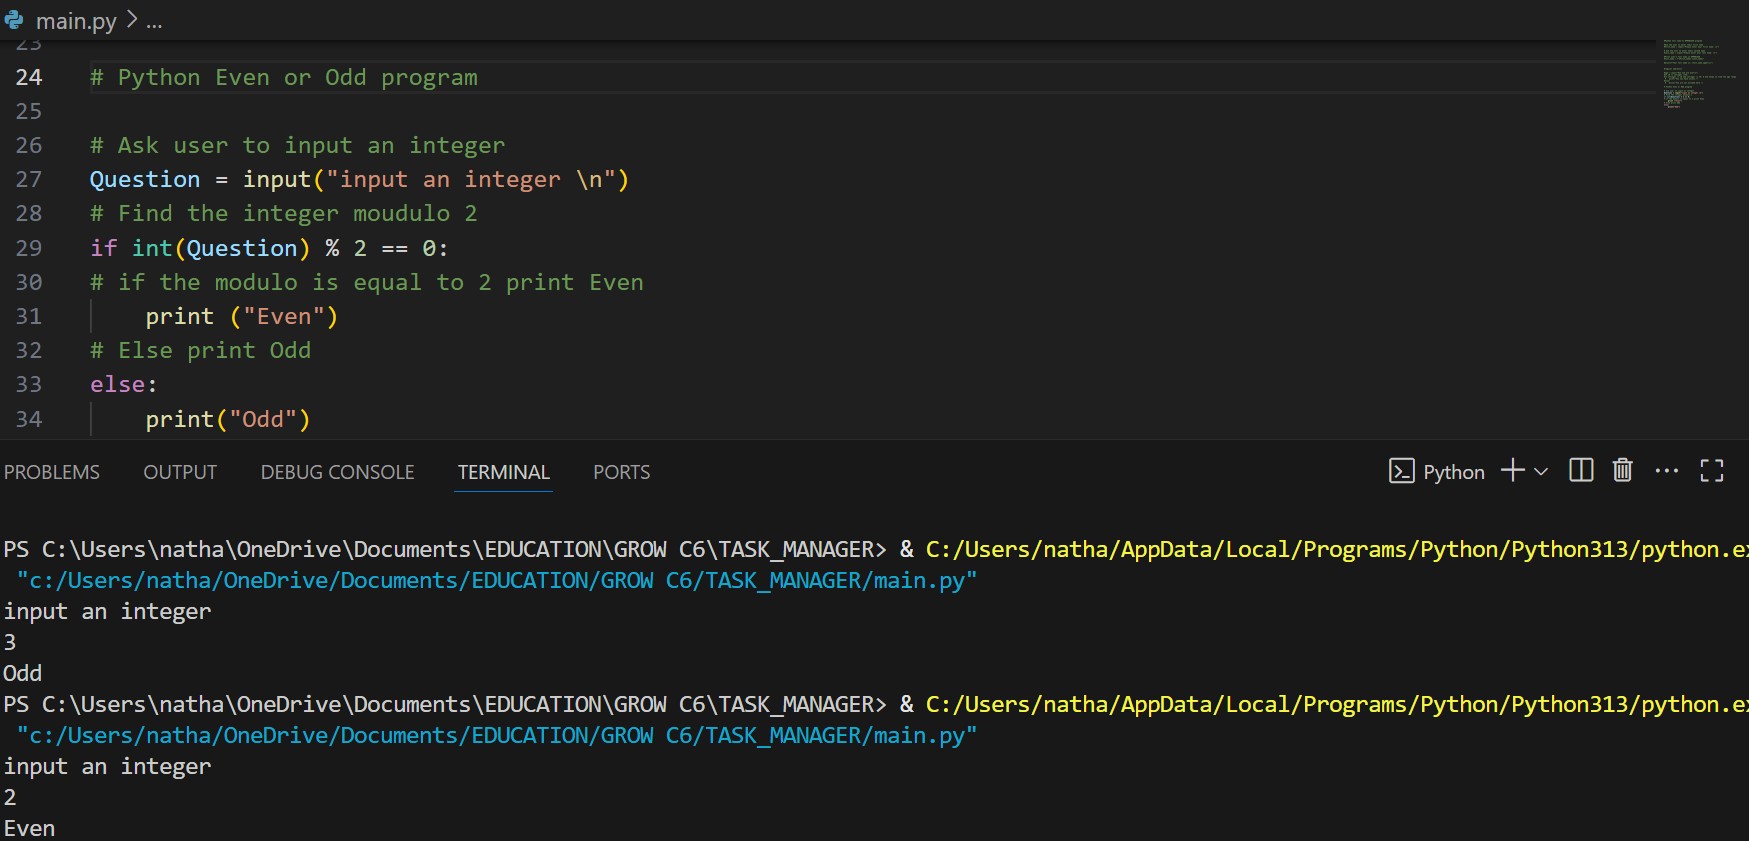 main.py > ...
23
24 # Python Even or Odd program
25
26 # Ask user to input an integer
27 Question = input("input an integer \n")
28 # Find the integer moudulo 2
29 if int(Question) % 2 == 0:
30 # if the modulo is equal to 2 print Even
31     print ("Even")
32 # Else print Odd
33 else:
34     print("Odd")
PROBLEMS OUTPUT DEBUG CONSOLE TERMINAL PORTS Python
PS C:\Users\natha\OneDrive\Documents\EDUCATION\GROW C6\TASK_MANAGER> & C:/Users/natha/AppData/Local/Programs/Python/Python313/python.ex
"c:/Users/natha/OneDrive/Documents/EDUCATION/GROW C6/TASK_MANAGER/main.py"
input an integer
3
Odd
PS C:\Users\natha\OneDrive\Documents\EDUCATION\GROW C6\TASK_MANAGER> & C:/Users/natha/AppData/Local/Programs/Python/Python313/python.ex
"c:/Users/natha/OneDrive/Documents/EDUCATION/GROW C6/TASK_MANAGER/main.py"
input an integer
2
Even